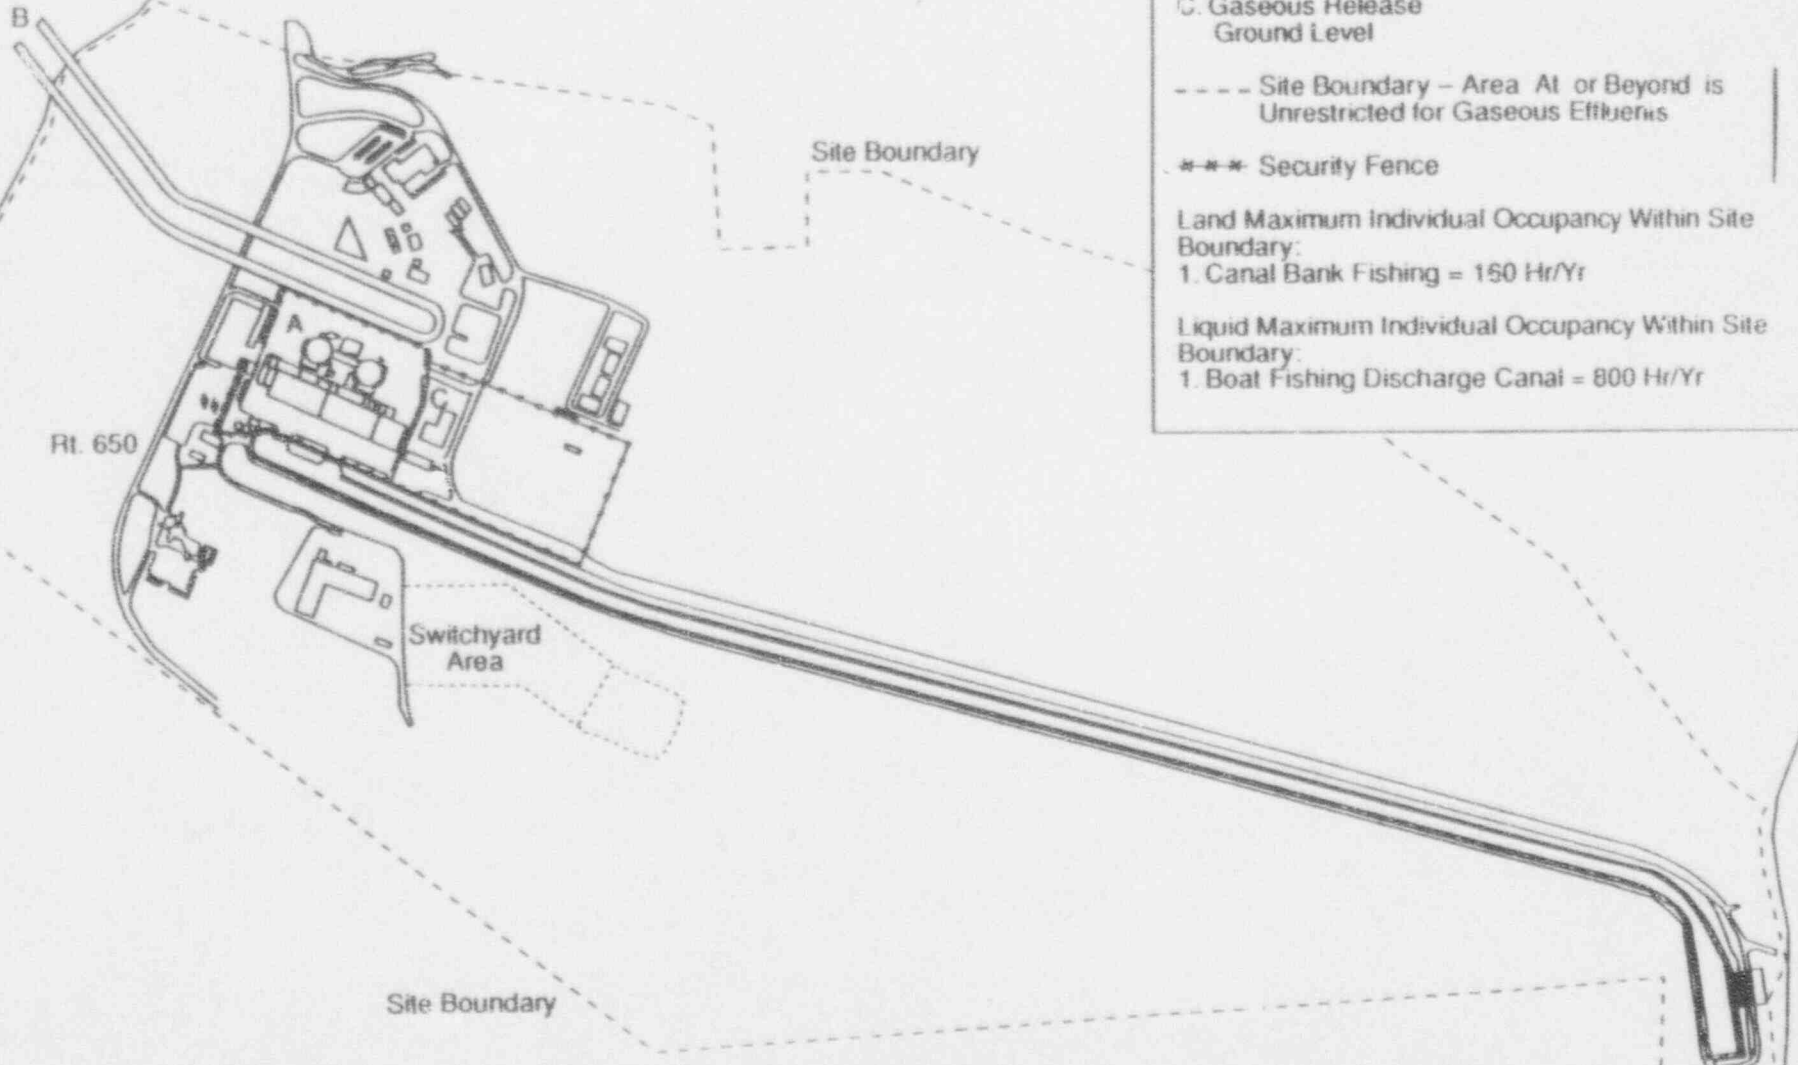 B
C. Gaseous Release
Ground Level
---- Site Boundary – Area At or Beyond is
Unrestricted for Gaseous Effluents
Site Boundary
Security Fence
Land Maximum Individual Occupancy Within Site
Boundary:
1. Canal Bank Fishing = 160 Hr/Yr
Liquid Maximum Individual Occupancy Within Site
Boundary:
1. Boat Fishing Discharge Canal = 800 Hr/Yr
A
C
Rt. 650
Switchyard
Area
Site Boundary